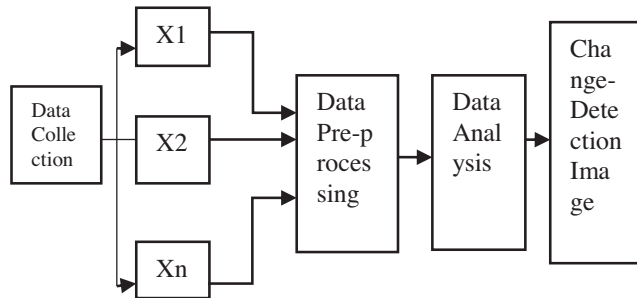 X1
Data
Colle
ction
X2
Xn
Data
Pre-p
roces
sing
Data
Anal
ysis
Cha
nge-
Dete
ction
Ima
ge